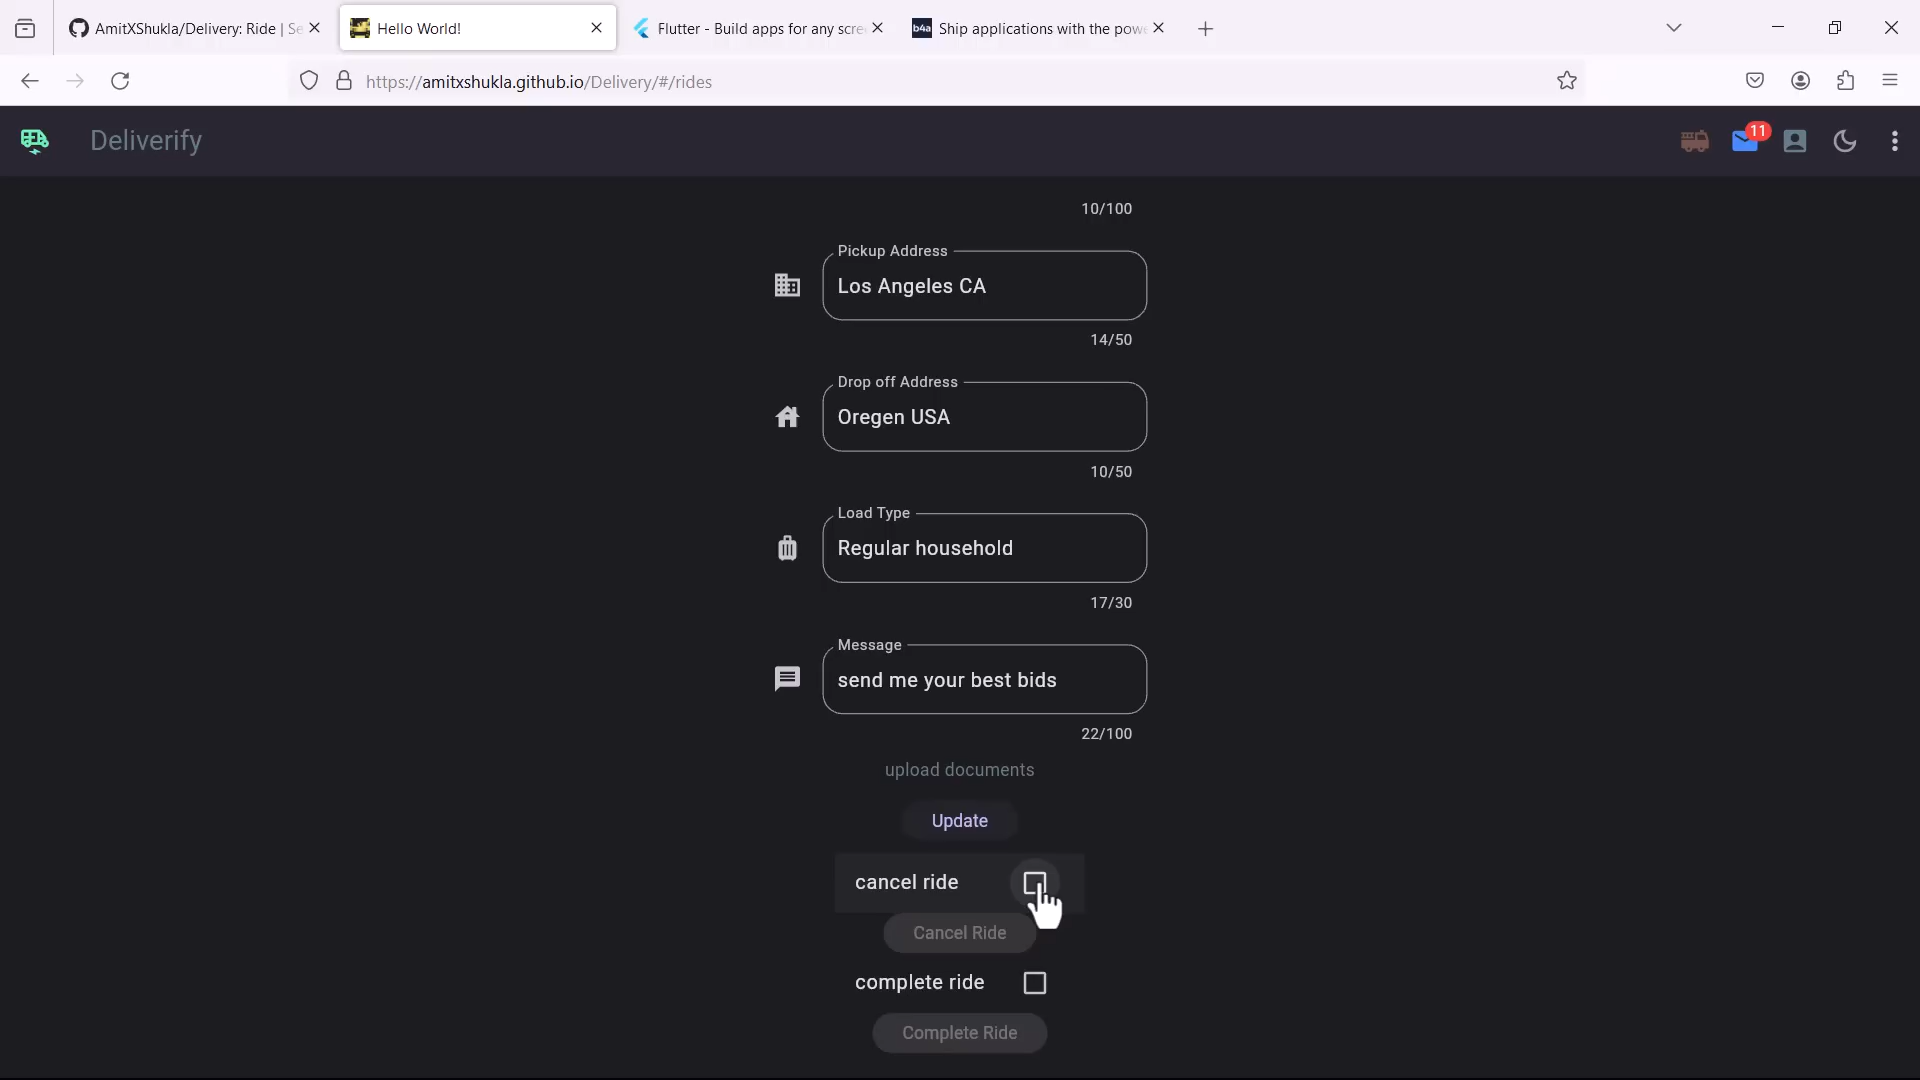 AmitXShukla/Delivery: Ride | Se
Hello World!
Flutter - Build apps for any scre
b4a Ship applications with the powe
https://amitxshukla.github.io/Delivery/#/rides
Deliverify
11
10/100
Pickup Address
Los Angeles CA
14/50
Drop off Address
Oregen USA
10/50
Load Type
Regular household
17/30
Message
send me your best bids
22/100
upload documents
Update
cancel ride
Cancel Ride
complete ride
Complete Ride